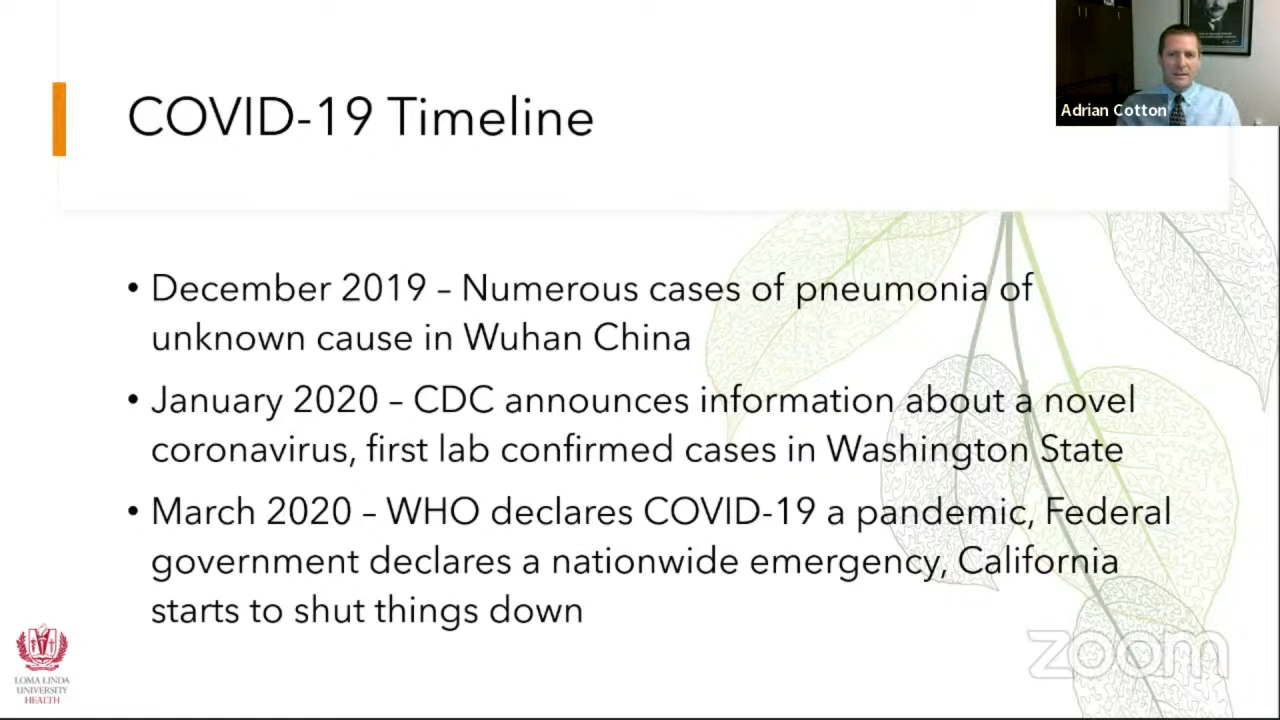 COVID-19 Timeline
Adrian Cotton
• December 2019 – Numerous cases of pneumonia of
unknown cause in Wuhan China
• January 2020 – CDC announces information about a novel
coronavirus, first lab confirmed cases in Washington State
• March 2020 – WHO declares COVID-19 a pandemic, Federal
government declares a nationwide emergency, California
starts to shut things down
LOMA LINDA
UNIVERSITY
HEALTH
zoom